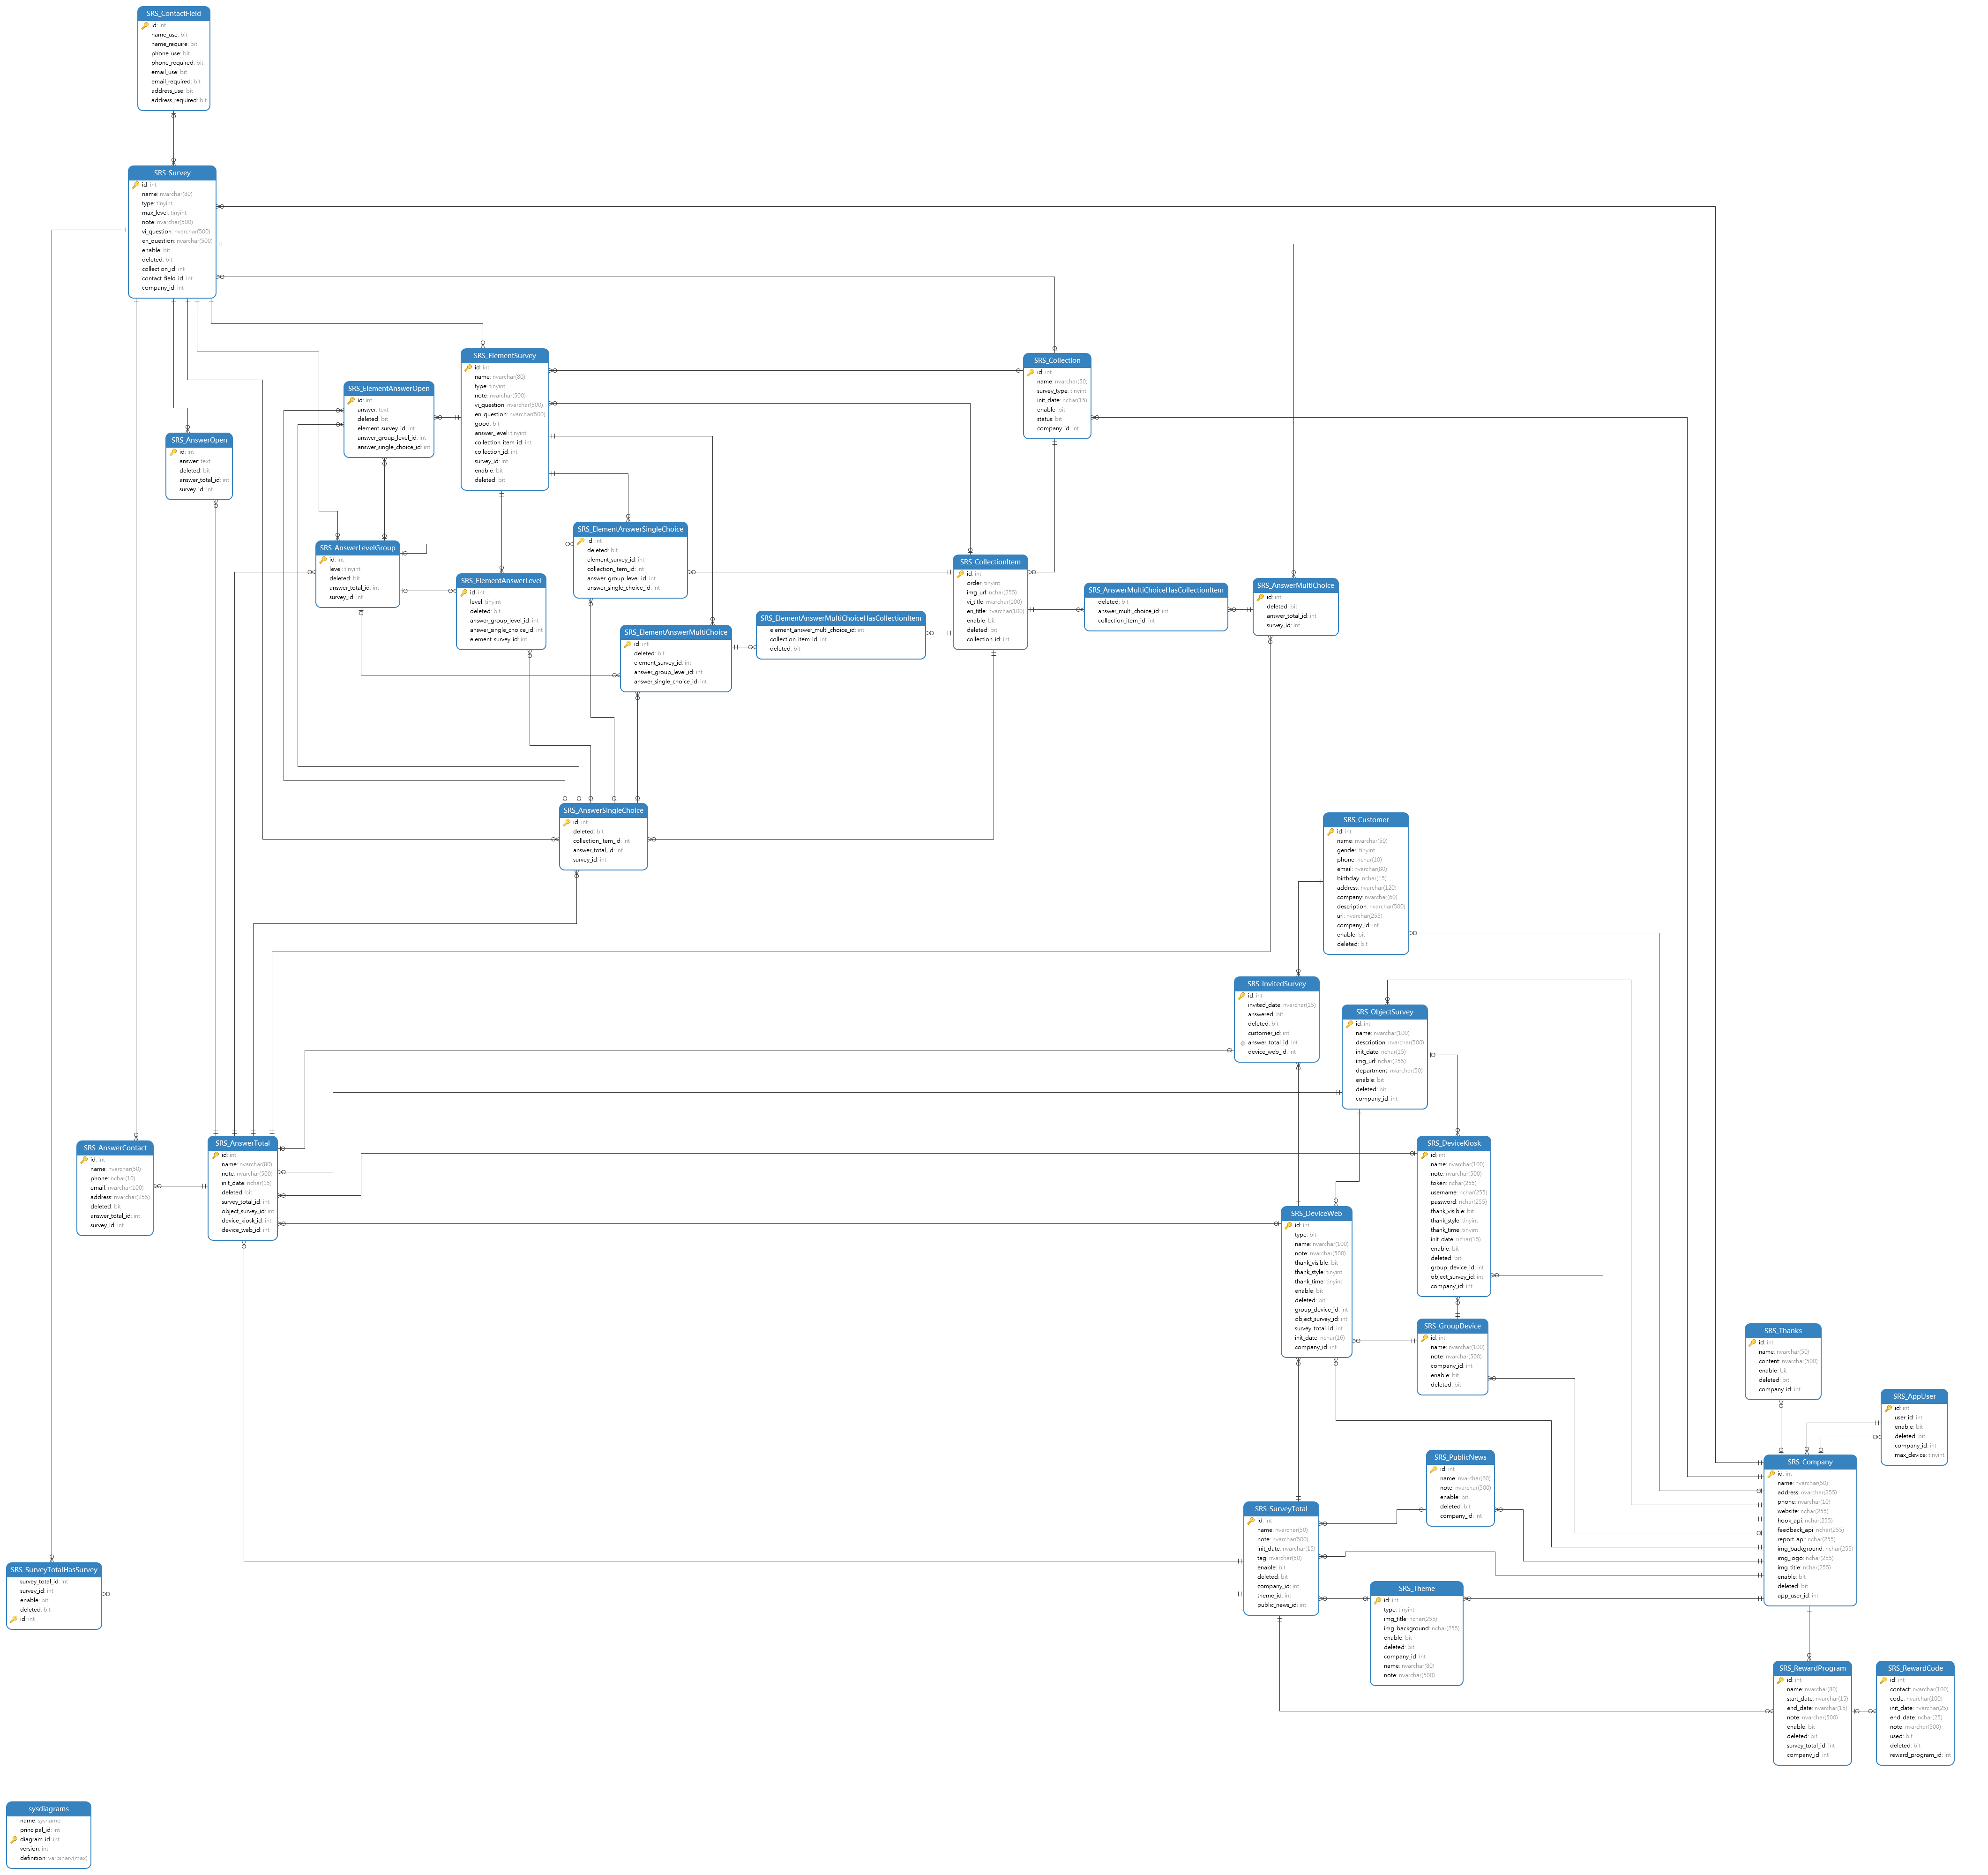 SRS_ContactField
id: int
name_use: bit
name_require: bit
phone_use: bit
phone_required: bit
email_use: bit
email_required: bit
address_use: bit
address_required: bit
SRS_Survey
id: int
name: nvarchar(80)
type: tinyint
max_level: tinyint
note: nvarchar(500)
vi_question: nvarchar(500)
en_question: nvarchar(500)
enable: bit
deleted: bit
collection_id: int
contact_field_id: int
company_id: int
SRS_ElementSurvey
id: int
name: nvarchar(80)
type: tinyint
note: nvarchar(500)
vi_question: nvarchar(500)
en_question: nvarchar(500)
good: bit
answer_level: tinyint
collection_item_id: int
collection_id: int
survey_id: int
enable: bit
deleted: bit
SRS_Collection
id: int
name: nvarchar(50)
survey_type: tinyint
init_date: nchar(15)
enable: bit
status: bit
company_id: int
SRS_ElementAnswerOpen
id: int
answer: text
deleted: bit
element_survey_id: int
answer_group_level_id: int
answer_single_choice_id: int
SRS_AnswerOpen
id: int
answer: text
deleted: bit
answer_total_id: int
survey_id: int
SRS_ElementAnswerSingleChoice
id: int
deleted: bit
element_survey_id: int
collection_item_id: int
answer_group_level_id: int
answer_single_choice_id: int
SRS_AnswerLevelGroup
id: int
level: tinyint
deleted: bit
answer_total_id: int
survey_id: int
SRS_CollectionItem
id: int
order: tinyint
img_url: nchar(255)
vi_title: nvarchar(100)
en_title: nvarchar(100)
enable: bit
deleted: bit
collection_id: int
SRS_ElementAnswerLevel
id: int
level: tinyint
deleted: bit
answer_group_level_id: int
answer_single_choice_id: int
element_survey_id: int
SRS_AnswerMultiChoice
id: int
deleted: bit
answer_total_id: int
survey_id: int
SRS_AnswerMultiChoiceHasCollectionItem
deleted: bit
answer_multi_choice_id: int
collection_item_id: int
SRS_ElementAnswerMultiChoiceHasCollectionItem
element_answer_multi_choice_id: int
collection_item_id: int
deleted: bit
SRS_ElementAnswerMultiChoice
id: int
deleted: bit
element_survey_id: int
answer_group_level_id: int
answer_single_choice_id: int
SRS_AnswerSingleChoice
id: int
deleted: bit
collection_item_id: int
answer_total_id: int
survey_id: int
SRS_Customer
id: int
name: nvarchar(50)
gender: tinyint
phone: nchar(10)
email: nvarchar(80)
birthday: nchar(15)
address: nvarchar(120)
company: nvarchar(80)
description: nvarchar(500)
url: nvarchar(255)
company_id: int
enable: bit
deleted: bit
SRS_InvitedSurvey
id: int
invited_date: nvarchar(15)
answered: bit
deleted: bit
customer_id: int
answer_total_id: int
device_web_id: int
SRS_ObjectSurvey
id: int
name: nvarchar(100)
description: nvarchar(500)
init_date: nchar(15)
img_url: nchar(255)
department: nvarchar(50)
enable: bit
deleted: bit
company_id: int
SRS_AnswerContact
id: int
name: nvarchar(50)
phone: nchar(10)
email: nvarchar(100)
address: nvarchar(255)
deleted: bit
answer_total_id: int
survey_id: int
SRS_AnswerTotal
id: int
name: nvarchar(80)
note: nvarchar(500)
init_date: nchar(15)
deleted: bit
survey_total_id: int
object_survey_id: int
device_kiosk_id: int
device_web_id: int
SRS_DeviceKiosk
id: int
name: nvarchar(100)
note: nvarchar(500)
token: nchar(255)
username: nchar(255)
password: nchar(255)
thank_visible: bit
thank_style: tinyint
thank_time: tinyint
init_date: nchar(15)
enable: bit
deleted: bit
group_device_id: int
object_survey_id: int
company_id: int
SRS_DeviceWeb
id: int
type: bit
name: nvarchar(100)
note: nvarchar(500)
thank_visible: bit
thank_style: tinyint
thank_time: tinyint
enable: bit
deleted: bit
group_device_id: int
object_survey_id: int
survey_total_id: int
init_date: nchar(16)
company_id: int
SRS_GroupDevice
id: int
name: nvarchar(100)
note: nvarchar(500)
company_id: int
enable: bit
deleted: bit
SRS_Thanks
id: int
name: nvarchar(50)
content: nvarchar(500)
enable: bit
deleted: bit
company_id: int
SRS_AppUser
id: int
user_id: int
enable: bit
deleted: bit
company_id: int
max_device: tinyint
SRS_PublicNews
id: int
name: nvarchar(80)
note: nvarchar(500)
enable: bit
deleted: bit
company_id: int
SRS_Company
id: int
name: nvarchar(50)
address: nvarchar(255)
phone: nvarchar(10)
website: nchar(255)
hook_api: nchar(255)
feedback_api: nchar(255)
report_api: nchar(255)
img_background: nchar(255)
img_logo: nchar(255)
img_title: nchar(255)
enable: bit
deleted: bit
app_user_id: int
SRS_SurveyTotal
id: int
name: nvarchar(50)
note: nvarchar(500)
init_date: nvarchar(15)
tag: nvarchar(50)
enable: bit
deleted: bit
company_id: int
theme_id: int
public_news_id: int
SRS_SurveyTotalHasSurvey
survey_total_id: int
survey_id: int
enable: bit
deleted: bit
id: int
SRS_Theme
id: int
type: tinyint
img_title: nchar(255)
img_background: nchar(255)
enable: bit
deleted: bit
company_id: int
name: nvarchar(80)
note: nvarchar(500)
SRS_RewardProgram
id: int
name: nvarchar(80)
start_date: nvarchar(15)
end_date: nvarchar(15)
note: nvarchar(500)
enable: bit
deleted: bit
survey_total_id: int
company_id: int
SRS_RewardCode
id: int
contact: nvarchar(100)
code: nvarchar(100)
init_date: nvarchar(25)
end_date: nchar(25)
note: nvarchar(500)
used: bit
deleted: bit
reward_program_id: int
sysdiagrams
name: sysname
principal_id: int
diagram_id: int
version: int
definition: varbinary(max)